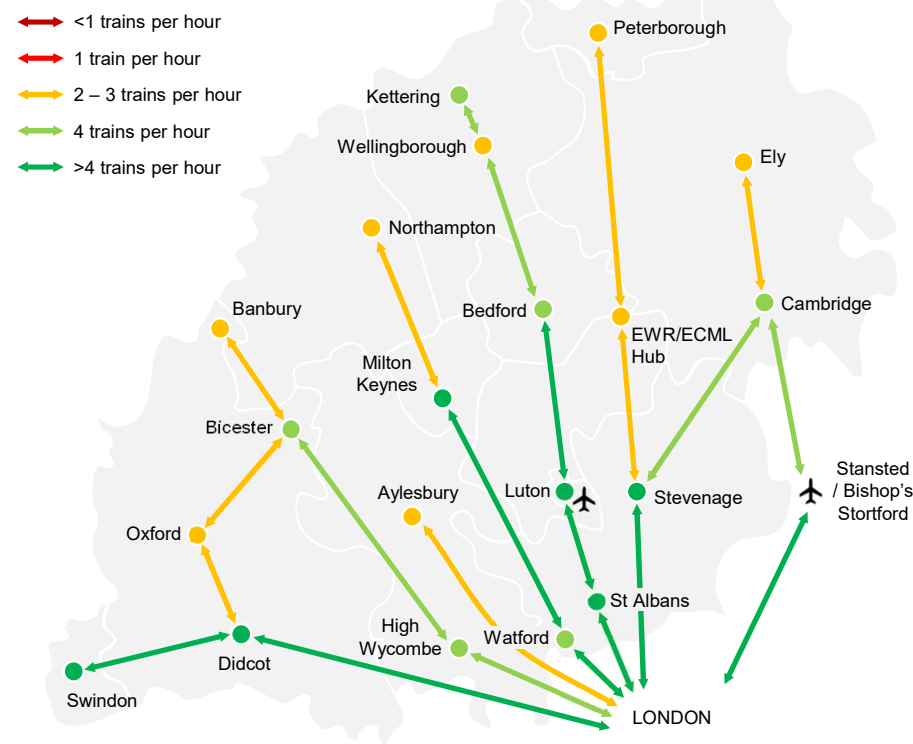 <1 trains per hour
1 train per hour
2 – 3 trains per hour
4 trains per hour
>4 trains per hour
Peterborough
Kettering
Wellingborough
Ely
Northampton
Banbury
Bedford
Cambridge
EWR/ECML
Hub
Milton
Keynes
Bicester
Aylesbury
Luton
Stevenage
Stansted
/ Bishop's
Stortford
Oxford
St Albans
High
Wycombe
Watford
Didcot
Swindon
LONDON